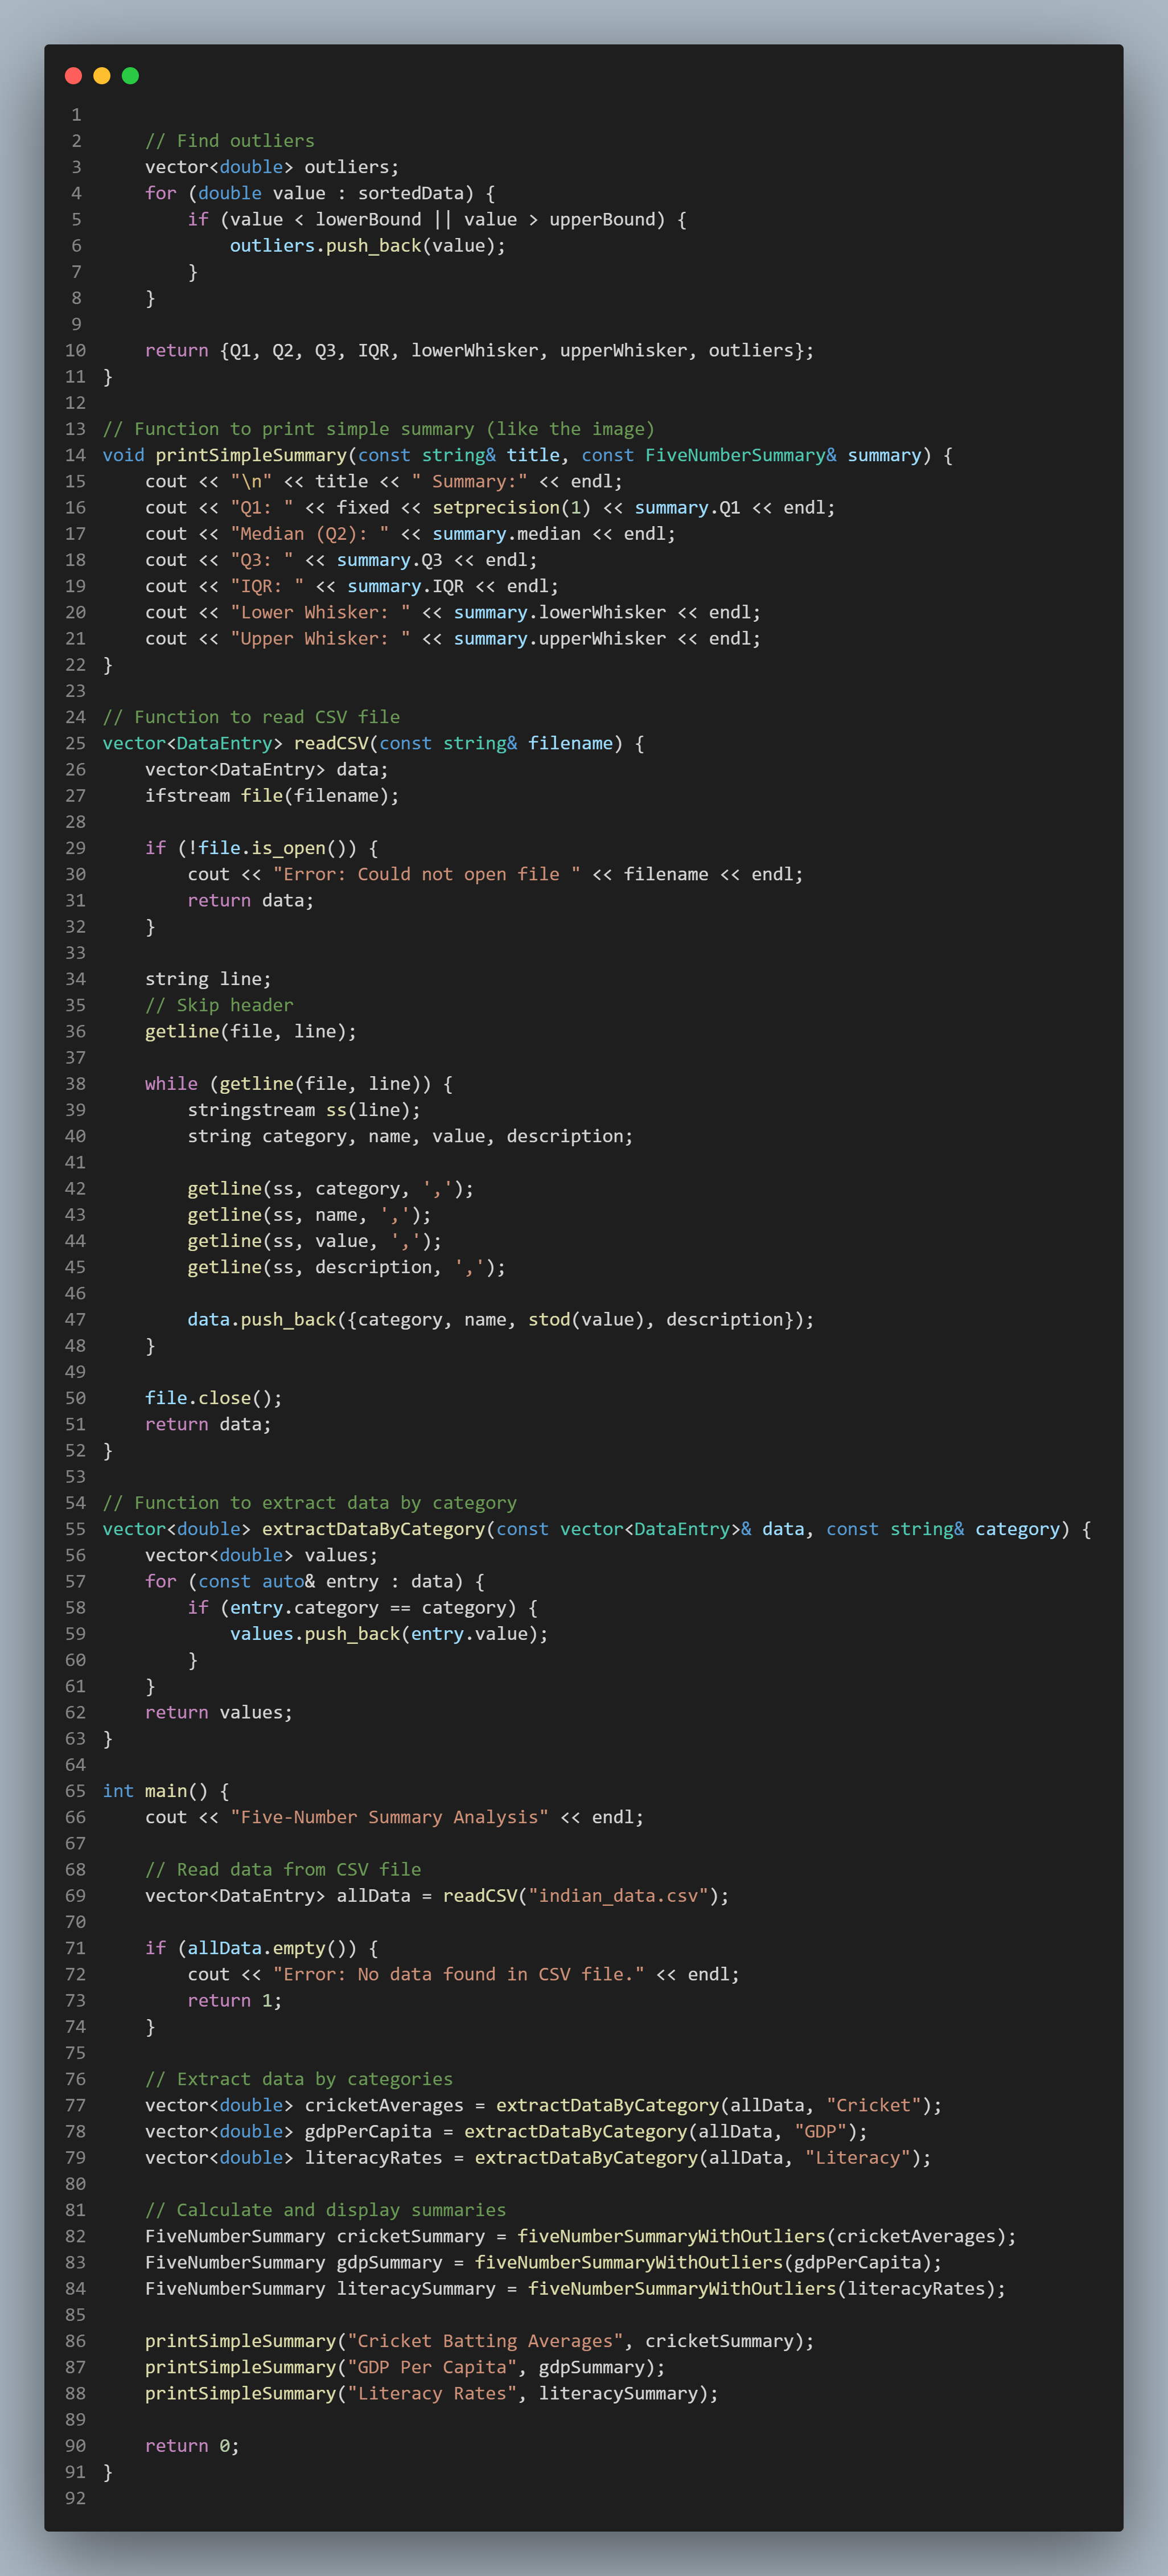 1
2     // Find outliers
3     vector<double> outliers;
4     for (double value : sortedData) {
5         if (value < lowerBound || value > upperBound) {
6             outliers.push_back(value);
7         }
8     }
9
10     return {Q1, Q2, Q3, IQR, lowerWhisker, upperWhisker, outliers};
11 }
12
13 // Function to print simple summary (like the image)
14 void printSimpleSummary(const string& title, const FiveNumberSummary& summary) {
15     cout << "\n" << title << " Summary:" << endl;
16     cout << "Q1: " << fixed << setprecision(1) << summary.Q1 << endl;
17     cout << "Median (Q2): " << summary.median << endl;
18     cout << "Q3: " << summary.Q3 << endl;
19     cout << "IQR: " << summary.IQR << endl;
20     cout << "Lower Whisker: " << summary.lowerWhisker << endl;
21     cout << "Upper Whisker: " << summary.upperWhisker << endl;
22 }
23
24 // Function to read CSV file
25 vector<DataEntry> readCSV(const string& filename) {
26     vector<DataEntry> data;
27     ifstream file(filename);
28
29     if (!file.is_open()) {
30         cout << "Error: Could not open file " << filename << endl;
31         return data;
32     }
33
34     string line;
35     // Skip header
36     getline(file, line);
37
38     while (getline(file, line)) {
39         stringstream ss(line);
40         string category, name, value, description;
41
42         getline(ss, category, ',');
43         getline(ss, name, ',');
44         getline(ss, value, ',');
45         getline(ss, description, ',');
46
47         data.push_back({category, name, stod(value), description});
48     }
49
50     file.close();
51     return data;
52 }
53
54 // Function to extract data by category
55 vector<double> extractDataByCategory(const vector<DataEntry>& data, const string& category) {
56     vector<double> values;
57     for (const auto& entry : data) {
58         if (entry.category == category) {
59             values.push_back(entry.value);
60         }
61     }
62     return values;
63 }
64
65 int main() {
66     cout << "Five-Number Summary Analysis" << endl;
67
68     // Read data from CSV file
69     vector<DataEntry> allData = readCSV("indian_data.csv");
70
71     if (allData.empty()) {
72         cout << "Error: No data found in CSV file." << endl;
73         return 1;
74     }
75
76     // Extract data by categories
77     vector<double> cricketAverages = extractDataByCategory(allData, "Cricket");
78     vector<double> gdpPerCapita = extractDataByCategory(allData, "GDP");
79     vector<double> literacyRates = extractDataByCategory(allData, "Literacy");
80
81     // Calculate and display summaries
82     FiveNumberSummary cricketSummary = fiveNumberSummaryWithOutliers(cricketAverages);
83     FiveNumberSummary gdpSummary = fiveNumberSummaryWithOutliers(gdpPerCapita);
84     FiveNumberSummary literacySummary = fiveNumberSummaryWithOutliers(literacyRates);
85
86     printSimpleSummary("Cricket Batting Averages", cricketSummary);
87     printSimpleSummary("GDP Per Capita", gdpSummary);
88     printSimpleSummary("Literacy Rates", literacySummary);
89
90     return 0;
91 }
92